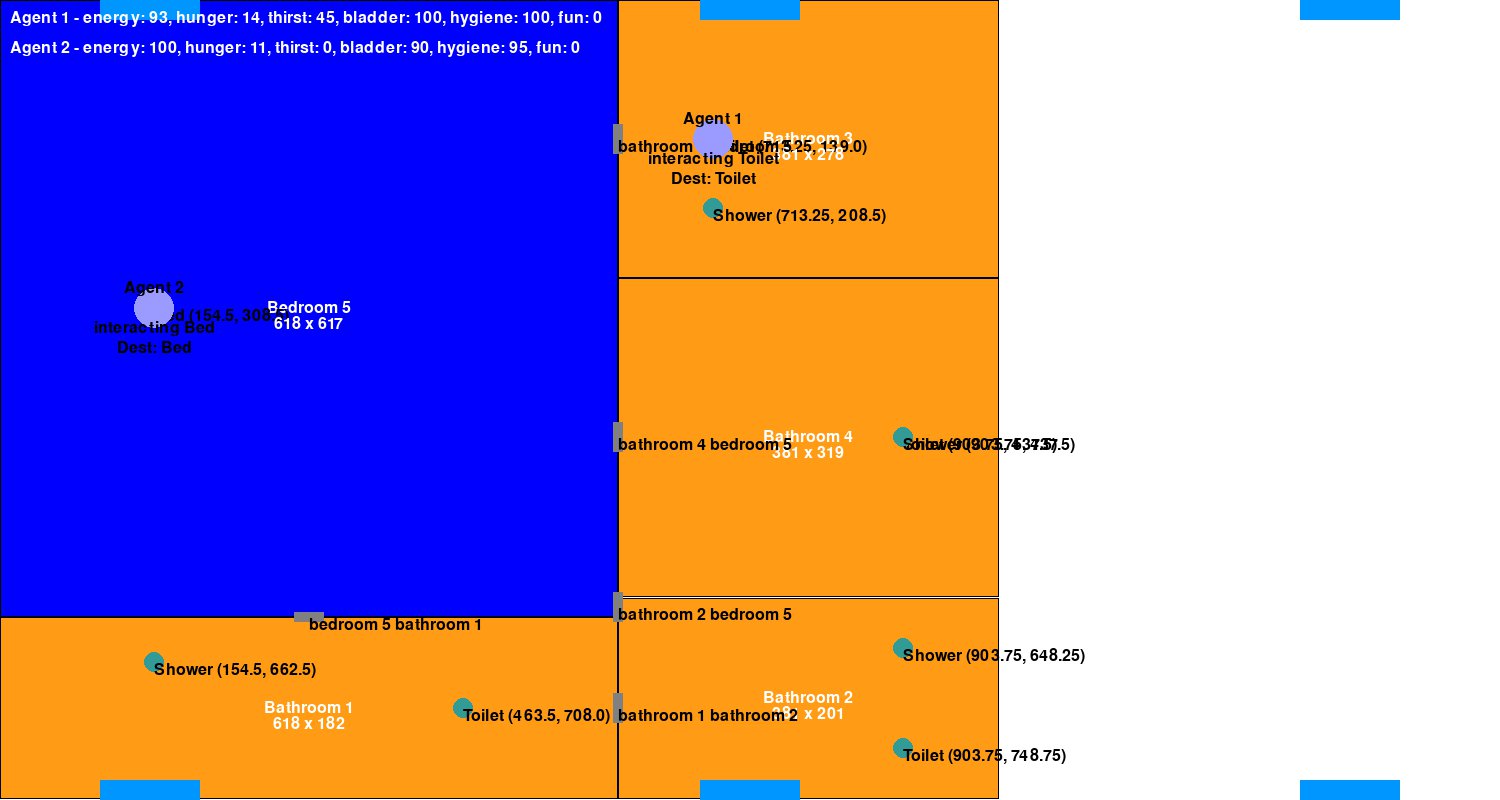 Agent 1 - energy: 93, hunger: 14, thirst: 45, bladder: 100, hygiene: 100, fun: 0
Agent 2 - energy: 100, hunger: 11, thirst: 0, bladder: 90, hygiene: 95, fun: 0
Agent 1
Bathroom 3
bathroom
interacting Toilet
Dest: Toilet
Shower (713.25, 208.5)
Agent 2
Bedroom 5
618 x 617
interacting Bed
Dest: Bed
Bathroom 4
bathroom 4 bedroom 5
381 x 319
bathroom 2 bedroom 5
bedroom 5 bathroom 1
Shower (154.5, 662.5)
Shower (903.75, 648.25)
Bathroom 1
618 x 182
Toilet (463.5, 708.0)
Bathroom 2
bathroom 1 bathroom 2
x 201
Toilet (903.75, 748.75)